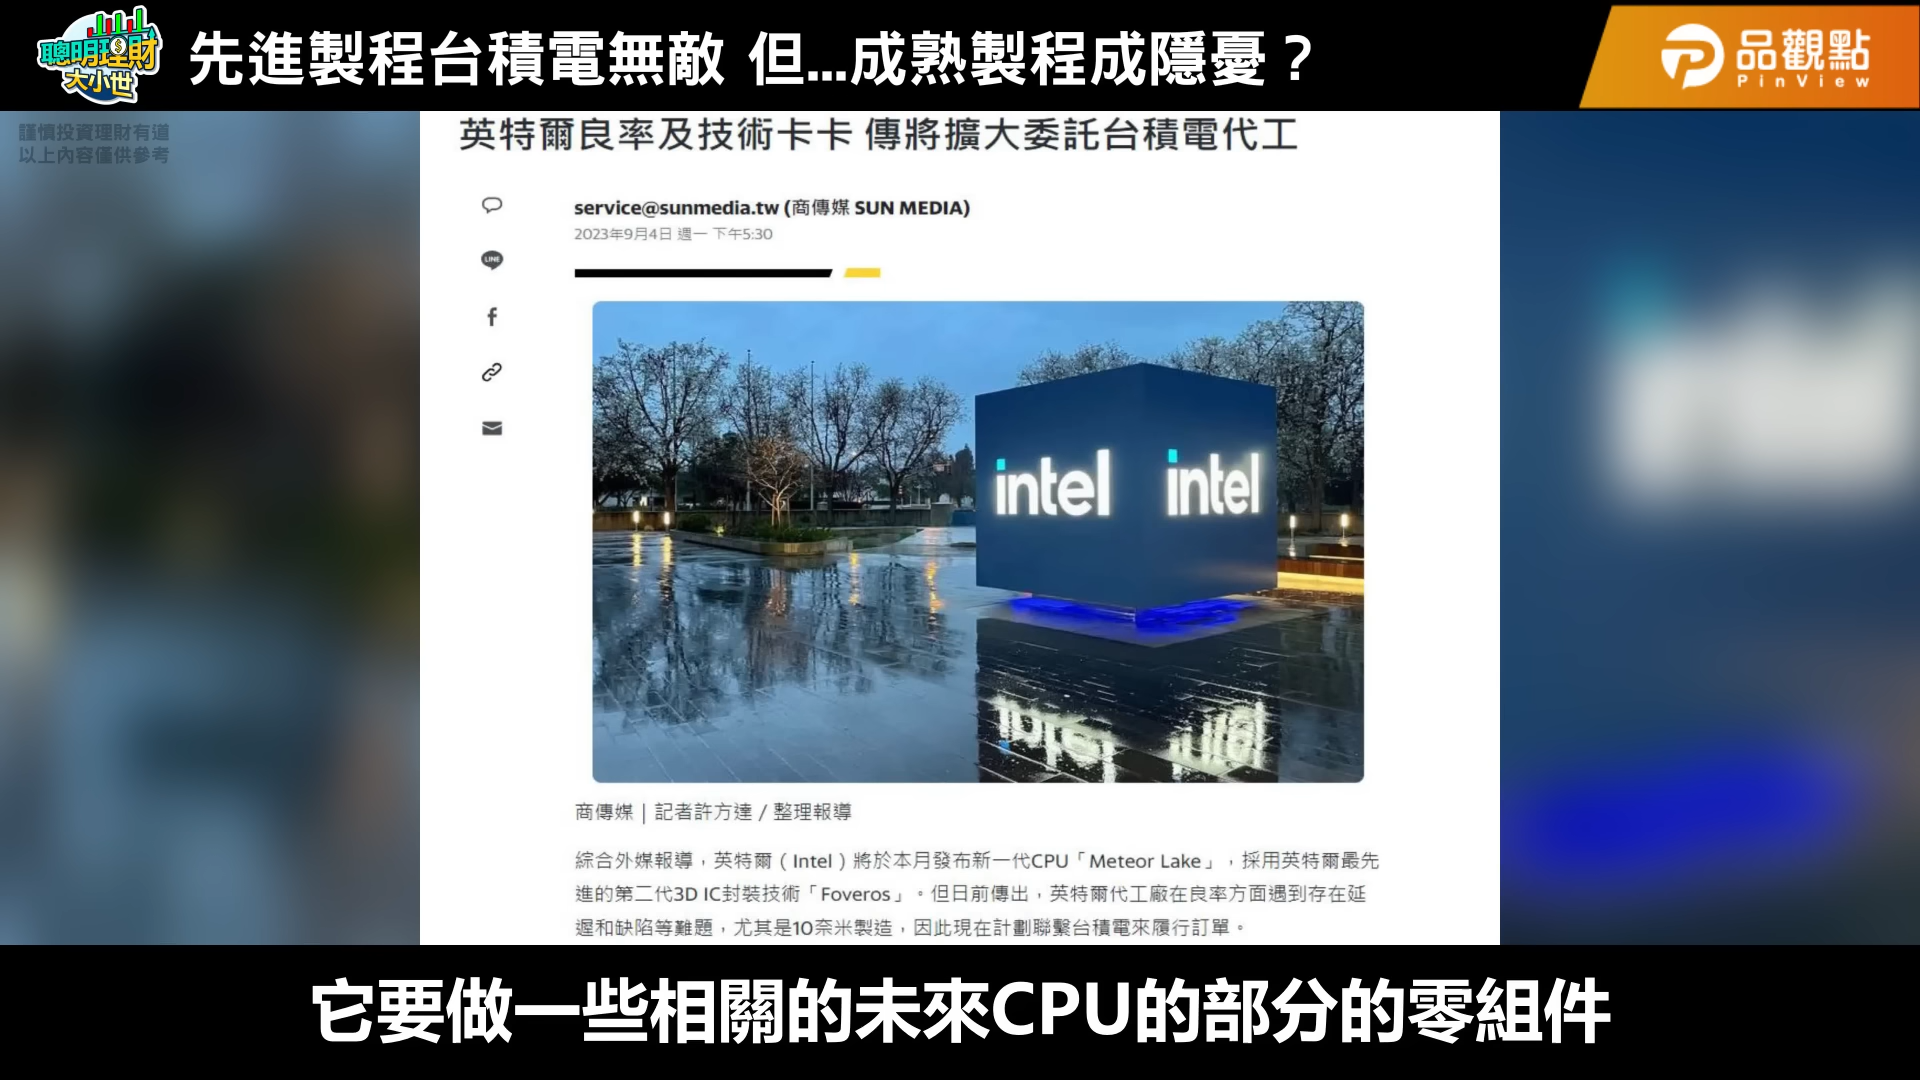 聰明理財
大小世
先進製程台積電無敵 但...成熟製程成隱憂？
品觀點
PinView
謹慎投資理財有道
以上內容僅供參考
英特爾良率及技術卡卡 傳將擴大委託台積電代工
service@sunmedia.tw (商傳媒 SUN MEDIA)
2023年9月4日 週一 下午5:30
LINE
intel
intel
商傳媒｜記者許方達 / 整理報導
綜合外媒報導，英特爾（Intel）將於本月發布新一代CPU「Meteor Lake」，採用英特爾最先
進的第二代3D IC封裝技術「Foveros」。但日前傳出，英特爾代工廠在良率方面遇到存在延
遲和缺陷等難題，尤其是10奈米製造，因此現在計劃聯繫台積電來履行訂單。
它要做一些相關的未來CPU的部分的零組件